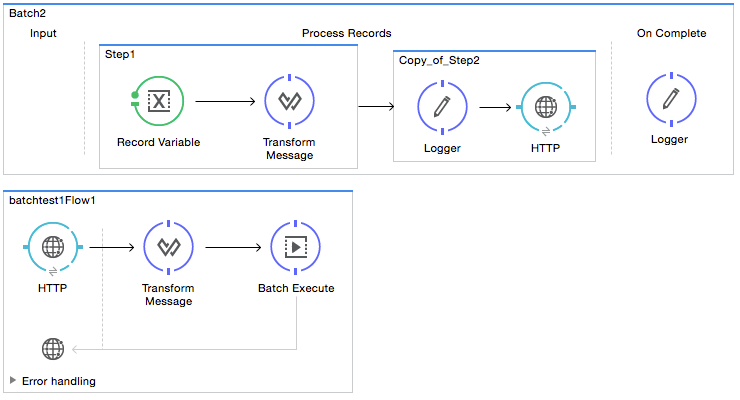 Batch2
Input
Process Records
On Complete
Step1
Copy_of_Step2
Record Variable
Transform
Message
Logger
HTTP
Logger
batchtest1Flow1
HTTP
Transform
Message
Batch Execute
Error handling